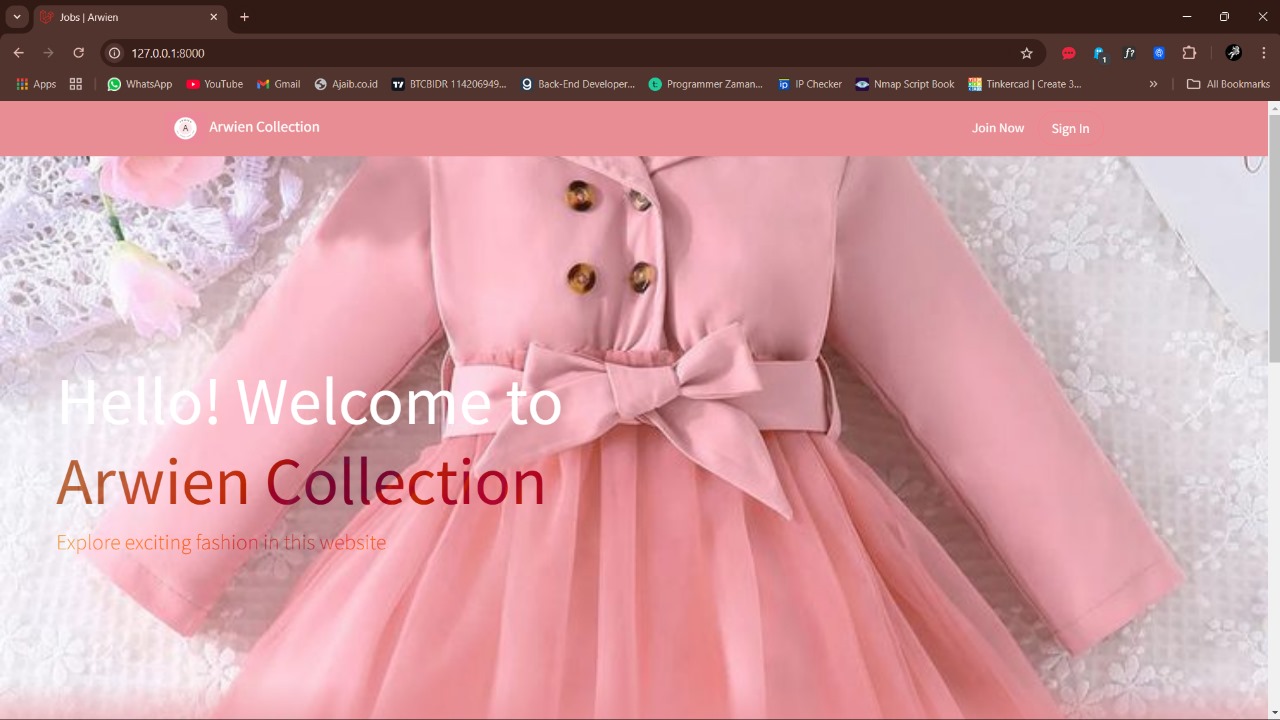 Jobs | Arwien
127.0.0.1:8000
Apps WhatsApp YouTube Gmail Ajaib.co.id BTCBIDR 114206949... Back-End Developer... Programmer Zaman... IP Checker Nmap Script Book Tinkercad | Create 3... » All Bookmarks
A Arwien Collection Join Now Sign In
Hello! Welcome to
Arwien Collection
Explore exciting fashion in this website